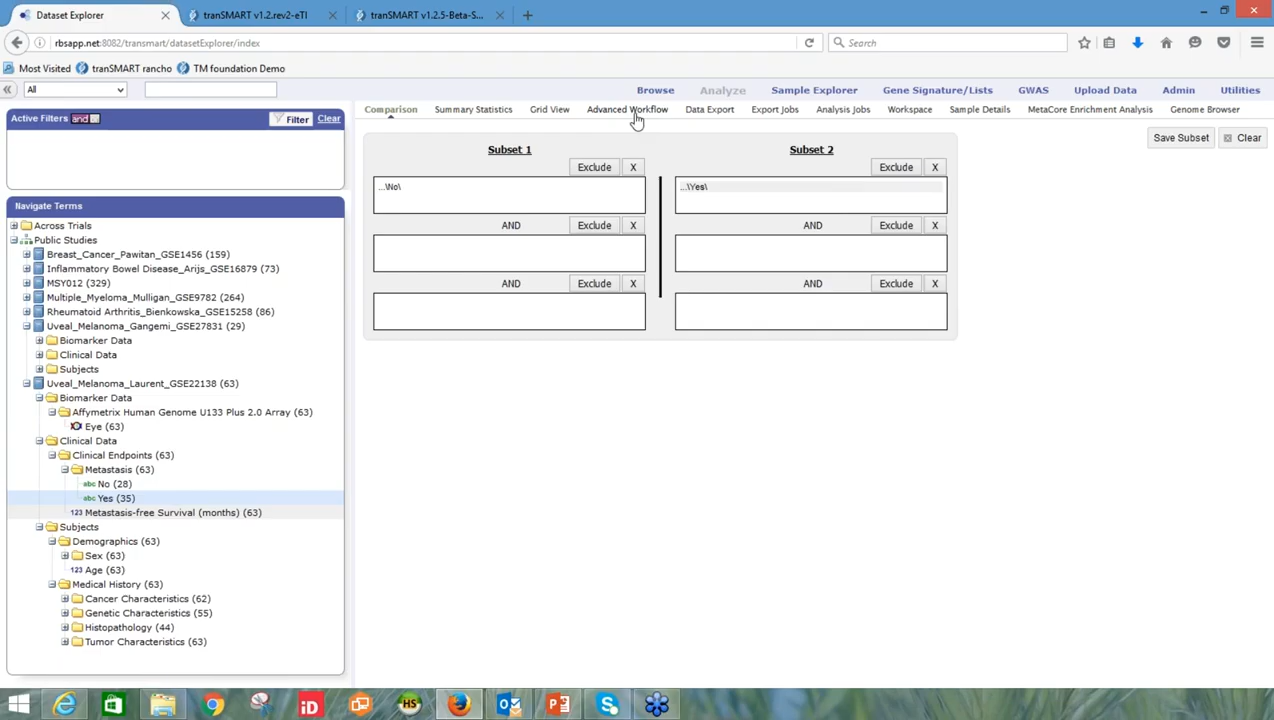 Dataset Explorer
tranSMART v1.2.rev2-eTI
tranSMART v1.2.5-Beta-S...
rbsapp.net:8082/transmart/datasetExplorer/index
Search
Most Visited tranSMART rancho TM foundation Demo
All
Browse Analyze Sample Explorer Gene Signature/Lists GWAS Upload Data Admin Utilities
Comparison Summary Statistics Grid View Advanced Workflow Data Export Export Jobs Analysis Jobs Workspace Sample Details MetaCore Enrichment Analysis Genome Browser
Active Filters and Filter Clear
Save Subset Clear
Subset 1 Subset 2
Exclude X Exclude X
...\No\ ...\Yes\
AND Exclude X AND Exclude X
AND Exclude X AND Exclude X
Navigate Terms
Across Trials
Public Studies
Breast_Cancer_Pawitan_GSE1456 (159)
Inflammatory Bowel Disease_Arijs_GSE16879 (73)
MSY012 (329)
Multiple_Myeloma_Mulligan_GSE9782 (264)
Rheumatoid Arthritis_Bienkowska_GSE15258 (86)
Uveal_Melanoma_Gangemi_GSE27831 (29)
Biomarker Data
Clinical Data
Subjects
Uveal_Melanoma_Laurent_GSE22138 (63)
Biomarker Data
Affymetrix Human Genome U133 Plus 2.0 Array (63)
Eye (63)
Clinical Data
Clinical Endpoints (63)
Metastasis (63)
abc No (28)
abc Yes (35)
123 Metastasis-free Survival (months) (63)
Subjects
Demographics (63)
Sex (63)
123 Age (63)
Medical History (63)
Cancer Characteristics (62)
Genetic Characteristics (55)
Histopathology (44)
Tumor Characteristics (63)
iD HS